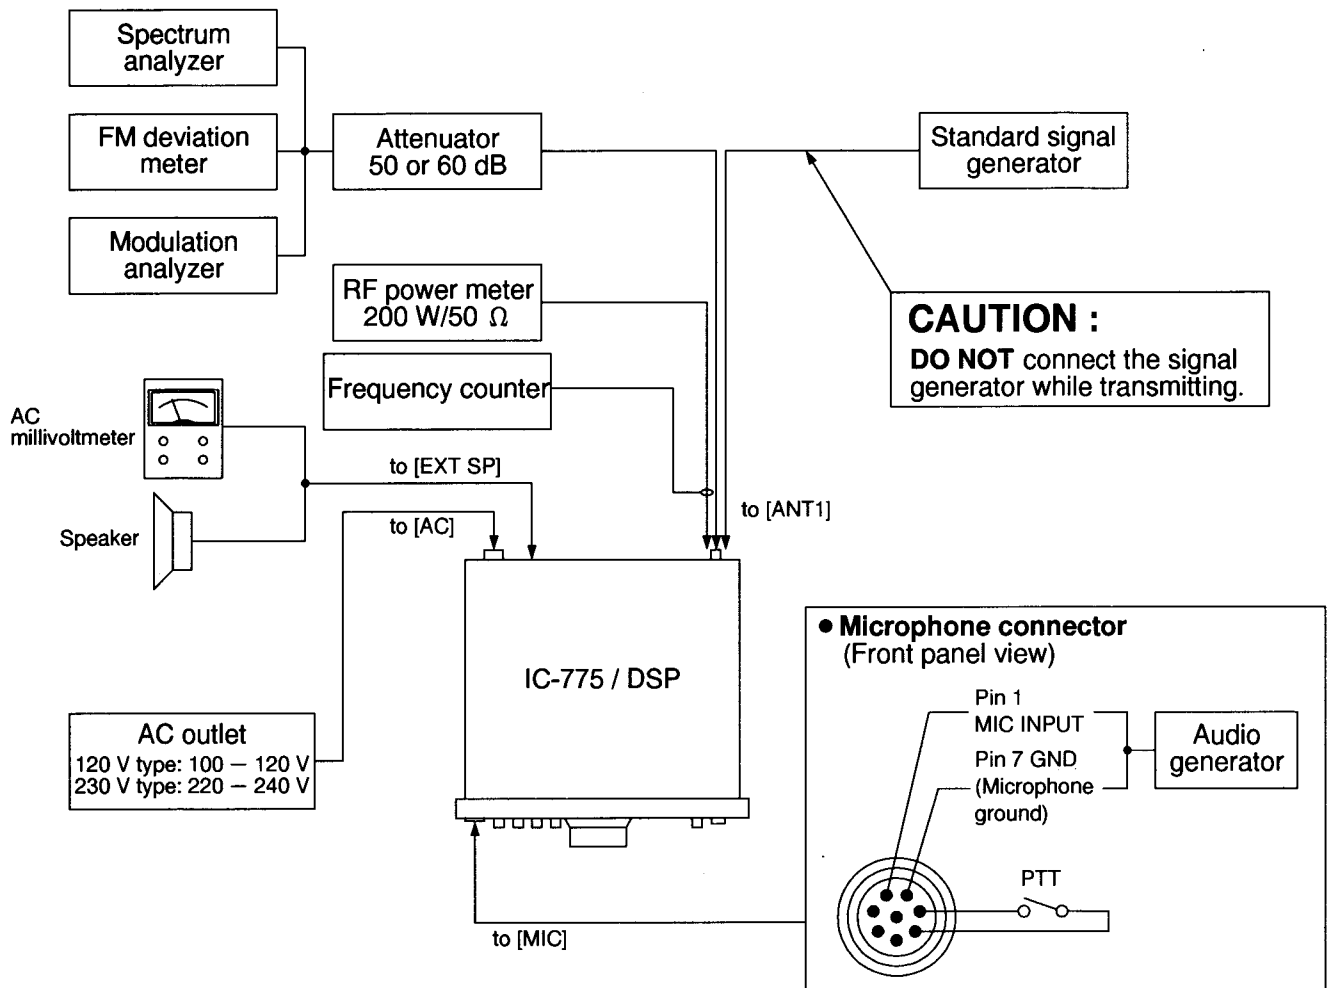 Spectrum
analyzer
FM deviation
meter
Modulation
analyzer
Attenuator
50 or 60 dB
Standard signal
generator
RF power meter
200 W/50 Ω
Frequency counter
CAUTION :
DO NOT connect the signal
generator while transmitting.
AC
millivoltmeter
Speaker
to [EXT SP]
to [AC]
to [ANT1]
IC-775 / DSP
AC outlet
120 V type: 100 – 120 V
230 V type: 220 – 240 V
to [MIC]
● Microphone connector
(Front panel view)
Pin 1
MIC INPUT
Pin 7 GND
(Microphone
ground)
Audio
generator
PTT